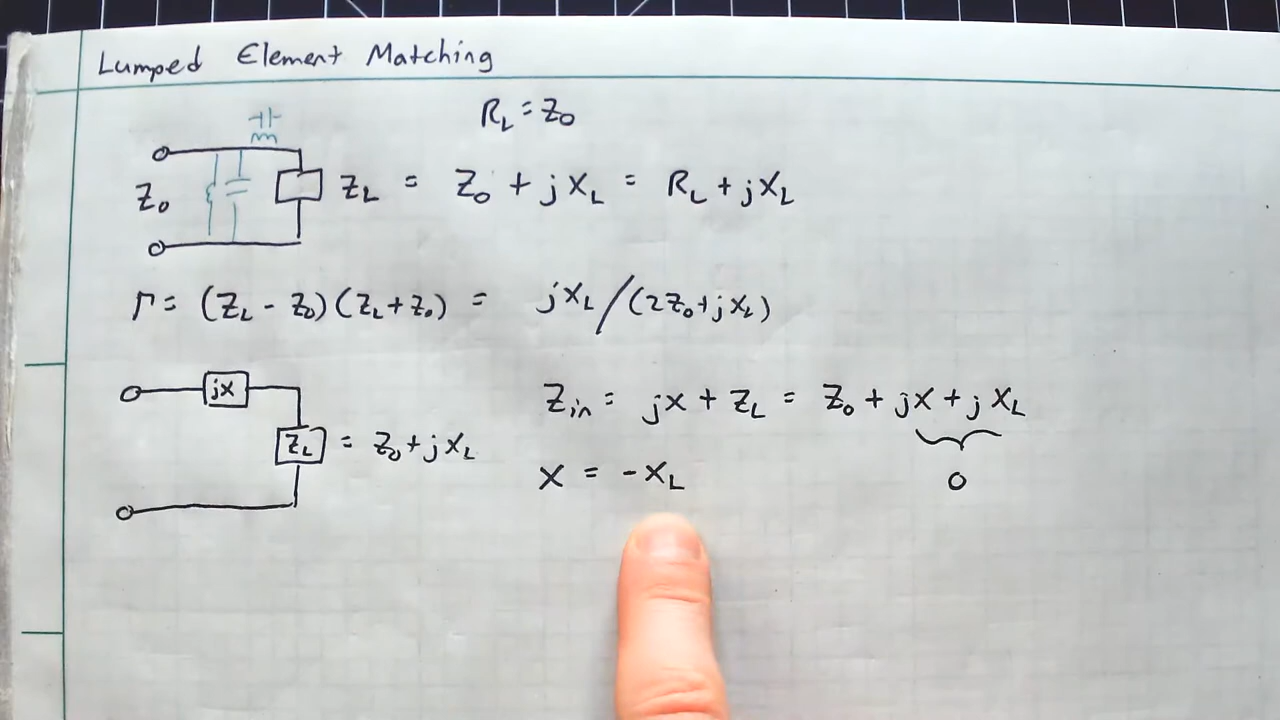 Lumped Element Matching
R_L = Z_0
Z_0
Z_L = Z_0 + jX_L = R_L + jX_L
Γ = (Z_L - Z_0)(Z_L + Z_0) = jX_L/(2Z_0 + jX_L)
jX
Z_in = jX + Z_L = Z_0 + jX + jX_L
Z_L = Z_0 + jX_L
X = -X_L
0